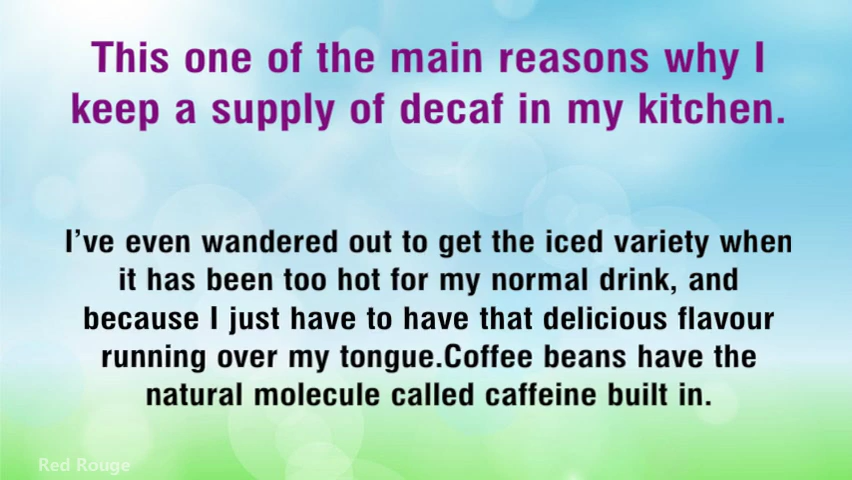 This one of the main reasons why I
keep a supply of decaf in my kitchen.
I’ve even wandered out to get the iced variety when
it has been too hot for my normal drink, and
because I just have to have that delicious flavour
running over my tongue.Coffee beans have the
natural molecule called caffeine built in.
Red Rouge